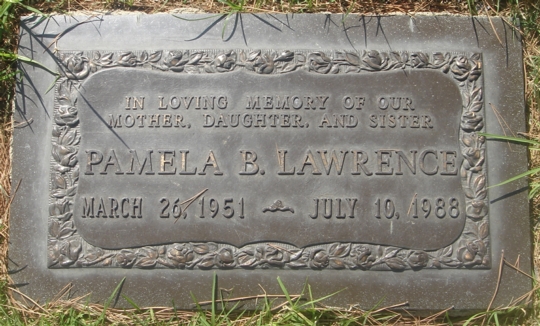 IN LOVING MEMORY OF OUR
MOTHER, DAUGHTER, AND SISTER
PAMELA B. LAWRENCE
MARCH 26, 1951 JULY 10, 1988